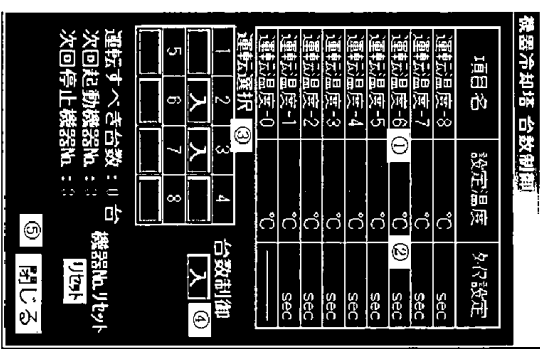 機器冷却塔 台数制御
項目名 設定温度 タイマ設定
運転温度-8 ℃ sec
運転温度-7 ℃ sec
運転温度-6 ① ℃ ② sec
運転温度-5 ℃ sec
運転温度-4 ℃ sec
運転温度-3 ℃ sec
運転温度-2 ℃ sec
運転温度-1 ℃ sec
運転温度-0 ℃
運転選択 ③ 台数制御
1 2 3 4
入 入 入 ④
5 6 7 8
運転すべき台数：0 台 機器No.リセット
次回起動機器No.：3 リセット
次回停止機器No.：3
⑤ 閉じる